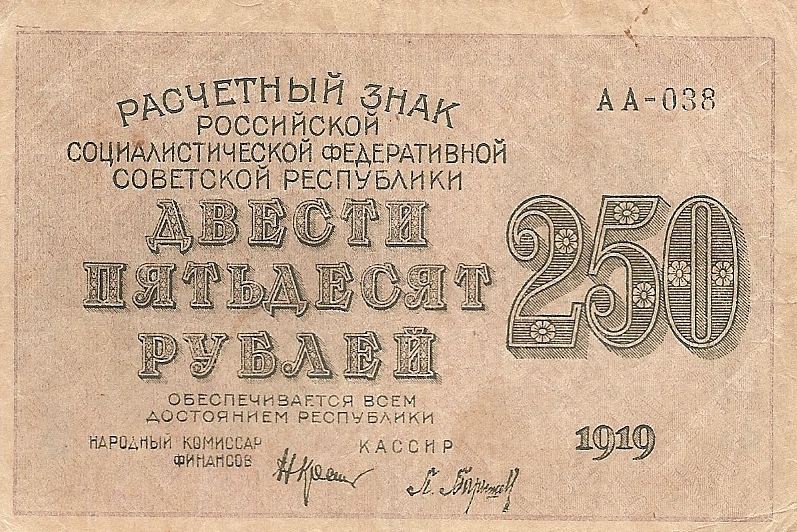 РАСЧЕТНЫЙ ЗНАК
АА-038
РОССИЙСКОЙ
СОЦИАЛИСТИЧЕСКОЙ ФЕДЕРАТИВНОЙ
СОВЕТСКОЙ РЕСПУБЛИКИ
ДВЕСТИ
ПЯТЬДЕСЯТ
РУБЛЕЙ
250
ОБЕСПЕЧИВАЕТСЯ ВСЕМ
ДОСТОЯНИЕМ РЕСПУБЛИКИ
НАРОДНЫЙ КОМИССАР
ФИНАНСОВ
КАССИР
1919